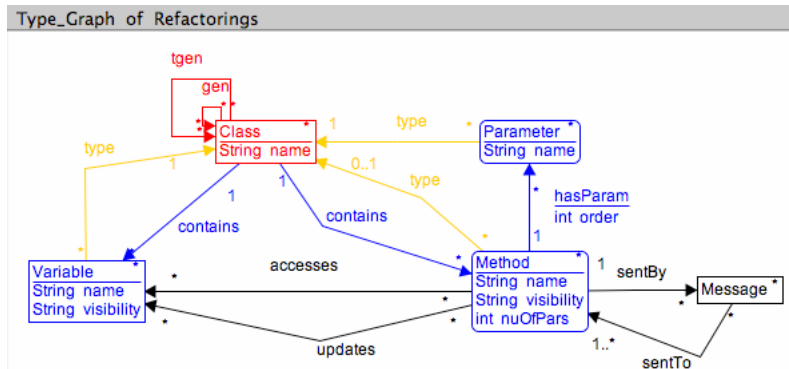 Type_Graph of Refactorings
tgen
gen
* *
*
*
Class *
String name
1
type
*
Parameter *
String name
type
1
0..1
type
*
hasParam
int order
1
contains
1
contains
*
*
1
*
Variable *
String name
String visibility
*
accesses
*
Method *
String name
String visibility
int nuOfPars
1
sentBy
*
Message *
*
updates
*
1..*
sentTo
*